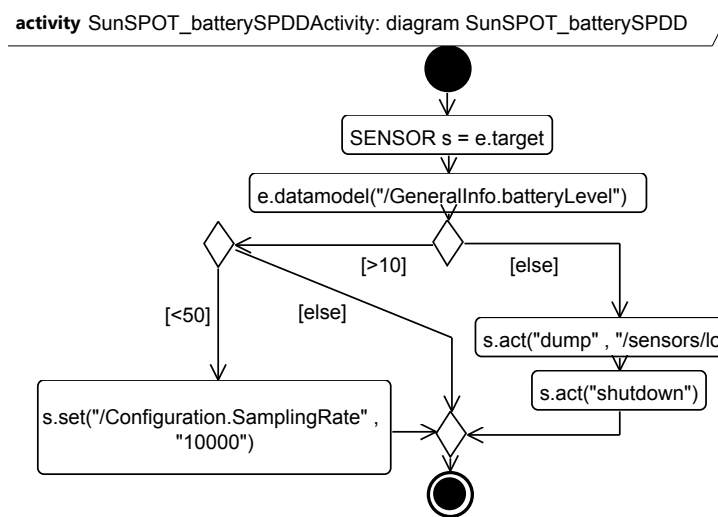 activity SunSPOT_batterySPDDActivity: diagram SunSPOT_batterySPDD
SENSOR s = e.target
e.datamodel("/GeneralInfo.batteryLevel")
[>10]
[else]
[<50]
[else]
s.act("dump" , "/sensors/lo
s.act("shutdown")
s.set("/Configuration.SamplingRate" ,
"10000")